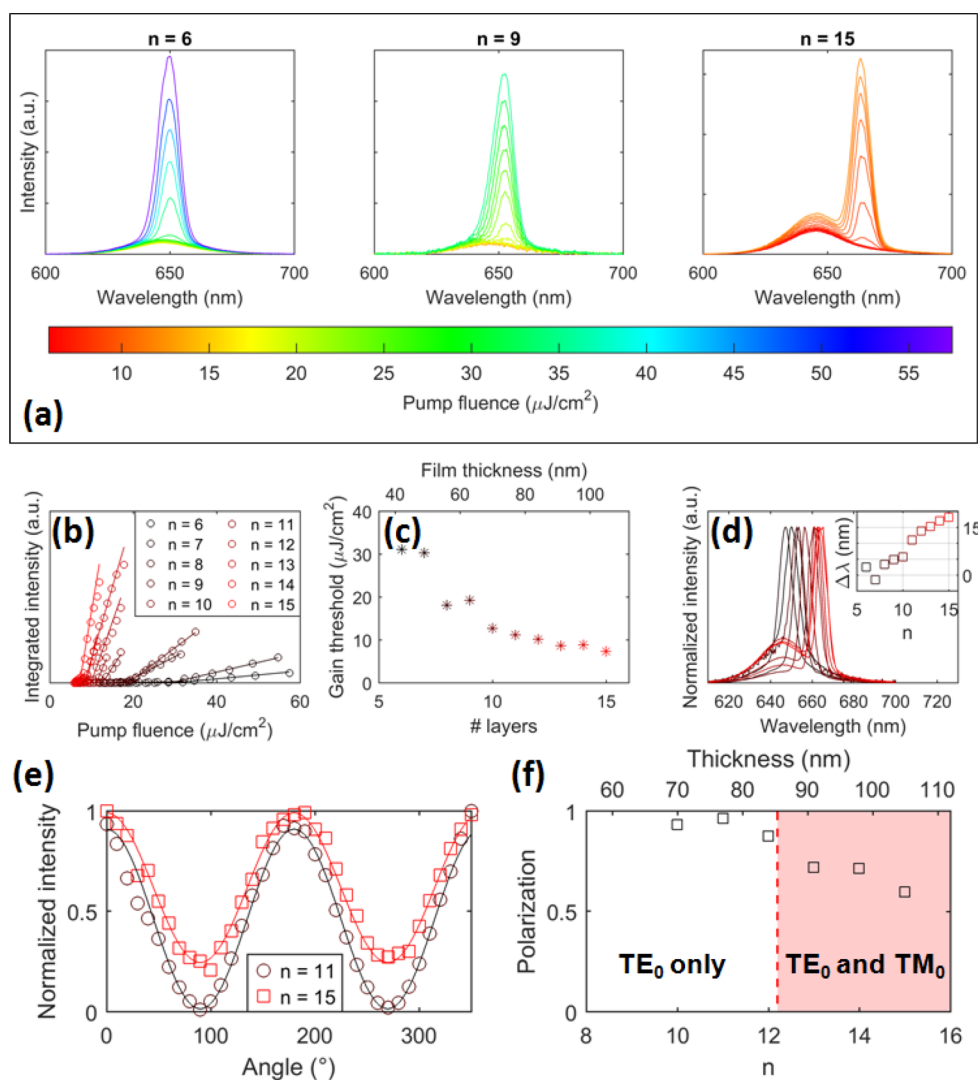 n = 6 n = 9 n = 15
Intensity (a.u.)
600 650 700 600 650 700 600 650 700
Wavelength (nm) Wavelength (nm) Wavelength (nm)
10 15 20 25 30 35 40 45 50 55
Pump fluence (μJ/cm²)
(a)
(b)
Integrated intensity (a.u.)
n = 6 n = 11
n = 7 n = 12
n = 8 n = 13
n = 9 n = 14
n = 10 n = 15
0 20 40 60
Pump fluence (μJ/cm²)
Film thickness (nm)
40 60 80 100
(c)
Gain threshold (μJ/cm²)
40
30
20
10
0
5 10 15
# layers
(d)
Normalized intensity
Δλ (nm)
15
0
5 10 15
n
620 640 660 680 700 720
Wavelength (nm)
(e)
Normalized intensity
1
0.5
0
n = 11
n = 15
0 100 200 300
Angle (°)
(f)
Thickness (nm)
60 70 80 90 100 110
Polarization
1
0.5
0
TE₀ only TE₀ and TM₀
8 10 12 14 16
n